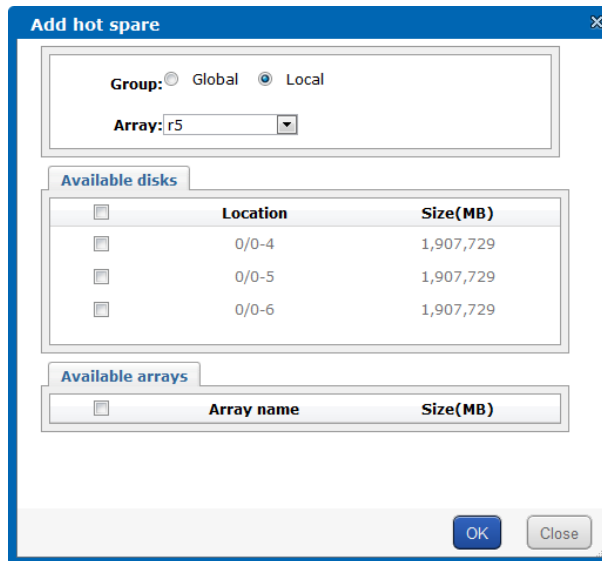 Add hot spare
Group: Global Local
Array: r5
Available disks
Location Size(MB)
0/0-4 1,907,729
0/0-5 1,907,729
0/0-6 1,907,729
Available arrays
Array name Size(MB)
OK Close